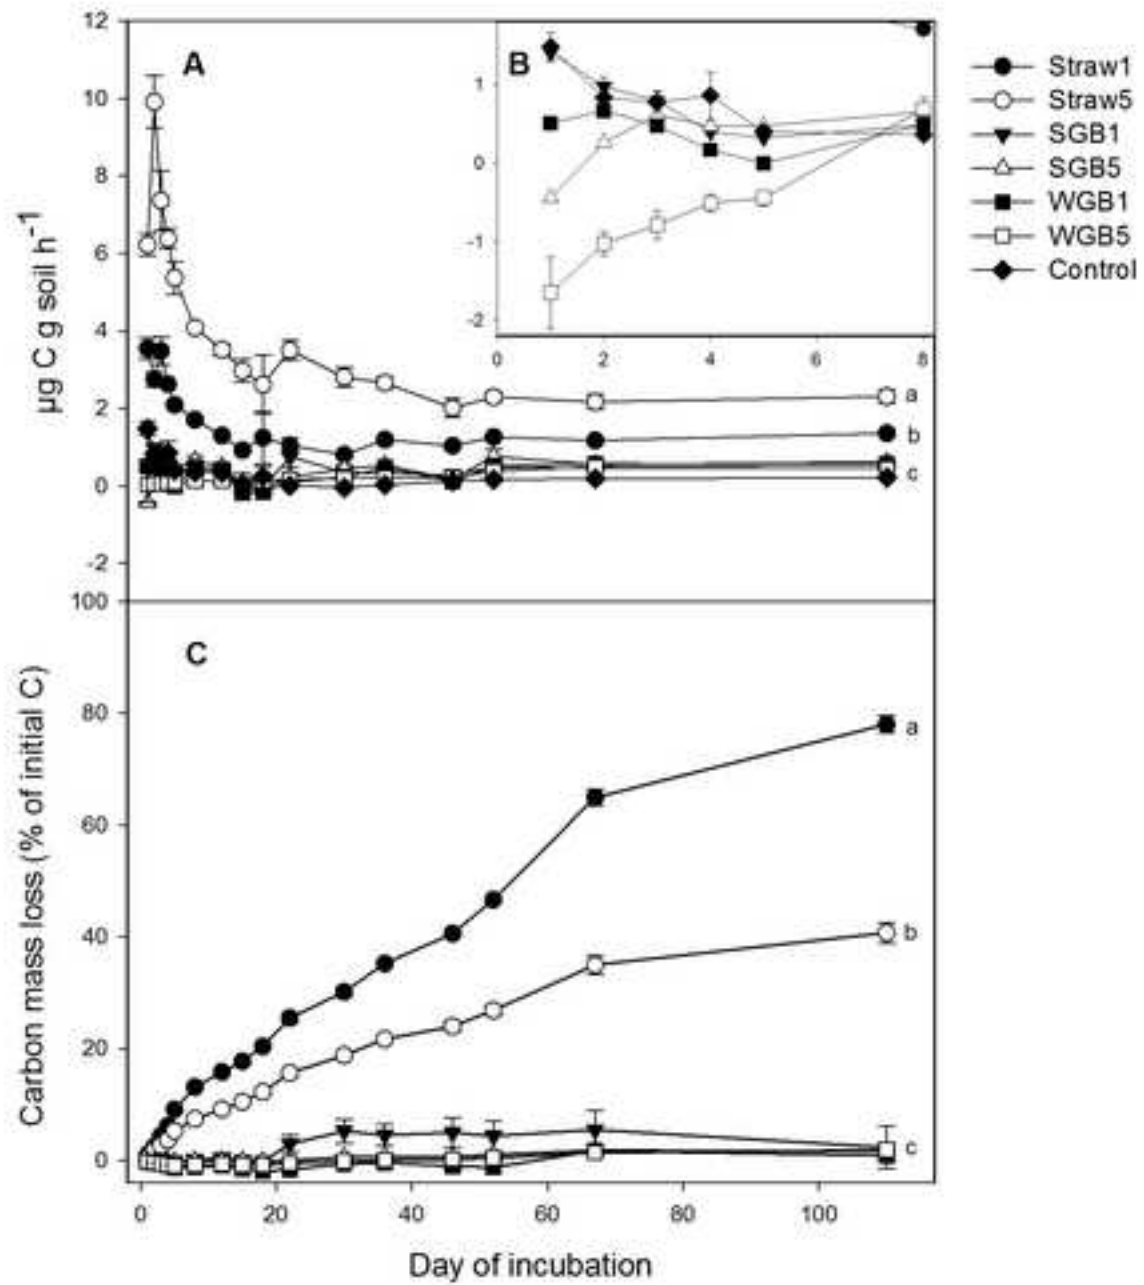 12
10
8
6
4
2
0
-2
µg C g soil h-1
A
B
1
0
-1
-2
0
2
4
6
8
a
b
c
Straw1
Straw5
SGB1
SGB5
WGB1
WGB5
Control
100
80
60
40
20
0
Carbon mass loss (% of initial C)
C
a
b
c
0
20
40
60
80
100
Day of incubation